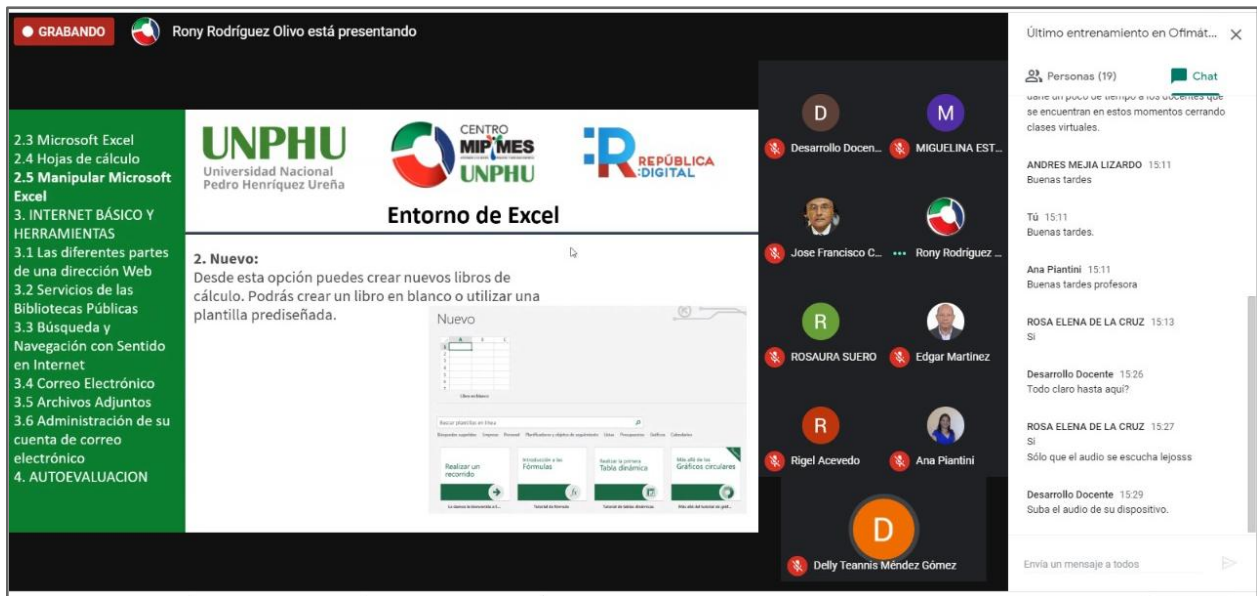 GRABANDO
Rony Rodríguez Olivo está presentando
2.3 Microsoft Excel
2.4 Hojas de cálculo
2.5 Manipular Microsoft
Excel
3. INTERNET BÁSICO Y
HERRAMIENTAS
3.1 Las diferentes partes
de una dirección Web
3.2 Servicios de las
Bibliotecas Públicas
3.3 Búsqueda y
Navegación con Sentido
en Internet
3.4 Correo Electrónico
3.5 Archivos Adjuntos
3.6 Administración de su
cuenta de correo
electrónico
4. AUTOEVALUACION
UNPHU
Universidad Nacional
Pedro Henríquez Ureña
CENTRO
MIPIMES
UNPHU
REPÚBLICA
DIGITAL
Entorno de Excel
2. Nuevo:
Desde esta opción puedes crear nuevos libros de
cálculo. Podrás crear un libro en blanco o utilizar una
plantilla prediseñada.
Nuevo
Libro en blanco
Buscar plantillas en línea
Realizar un
recorrido
Introducción a las
Fórmulas
Realizar la primera
Tabla dinámica
Más allá de los
Gráficos circulares
D
Desarrollo Docen...
M
MIGUELINA EST...
Jose Francisco C...
Rony Rodríguez ...
R
ROSAURA SUERO
Edgar Martinez
R
Rigel Acevedo
Ana Piantini
D
Delly Teannis Méndez Gómez
Último entrenamiento en Ofimát...
Personas (19)
Chat
se encuentran en estos momentos cerrando
clases virtuales.
ANDRES MEJIA LIZARDO 15:11
Buenas tardes
Tú 15:11
Buenas tardes.
Ana Piantini 15:11
Buenas tardes profesora
ROSA ELENA DE LA CRUZ 15:13
Si
Desarrollo Docente 15:26
Todo claro hasta aquí?
ROSA ELENA DE LA CRUZ 15:27
Si
Sólo que el audio se escucha lejosss
Desarrollo Docente 15:29
Suba el audio de su dispositivo.
Envía un mensaje a todos